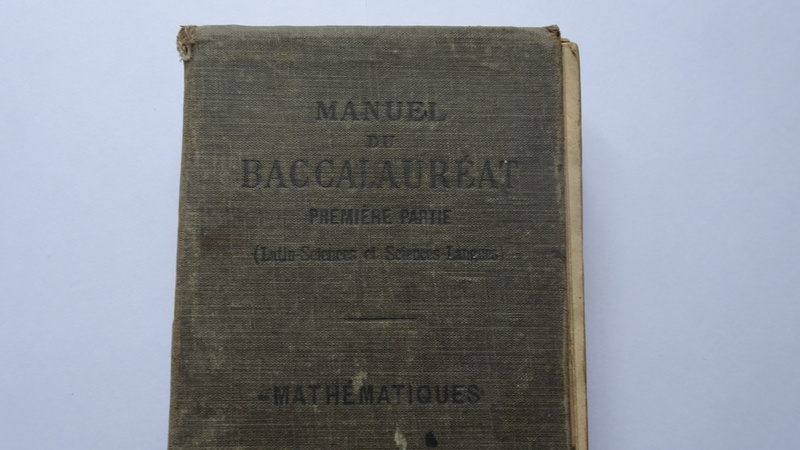 MANUEL
DU
BACCALAURÉAT
PREMIÈRE PARTIE
(Latin-Sciences et Sciences-Langues)
MATHÉMATIQUES